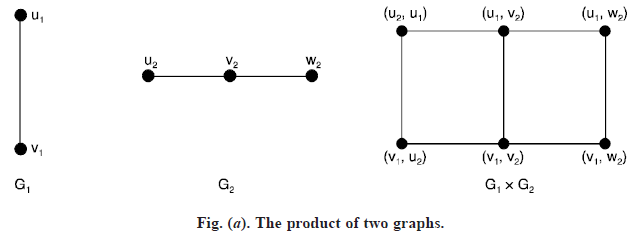 (u₂, u₁) (u₁, v₂) (u₁, w₂)
u₁
u₂ v₂ w₂
v₁ (v₁, u₂) (v₁, v₂) (v₁, w₂)
G₁ G₂ G₁ × G₂
Fig. (a). The product of two graphs.